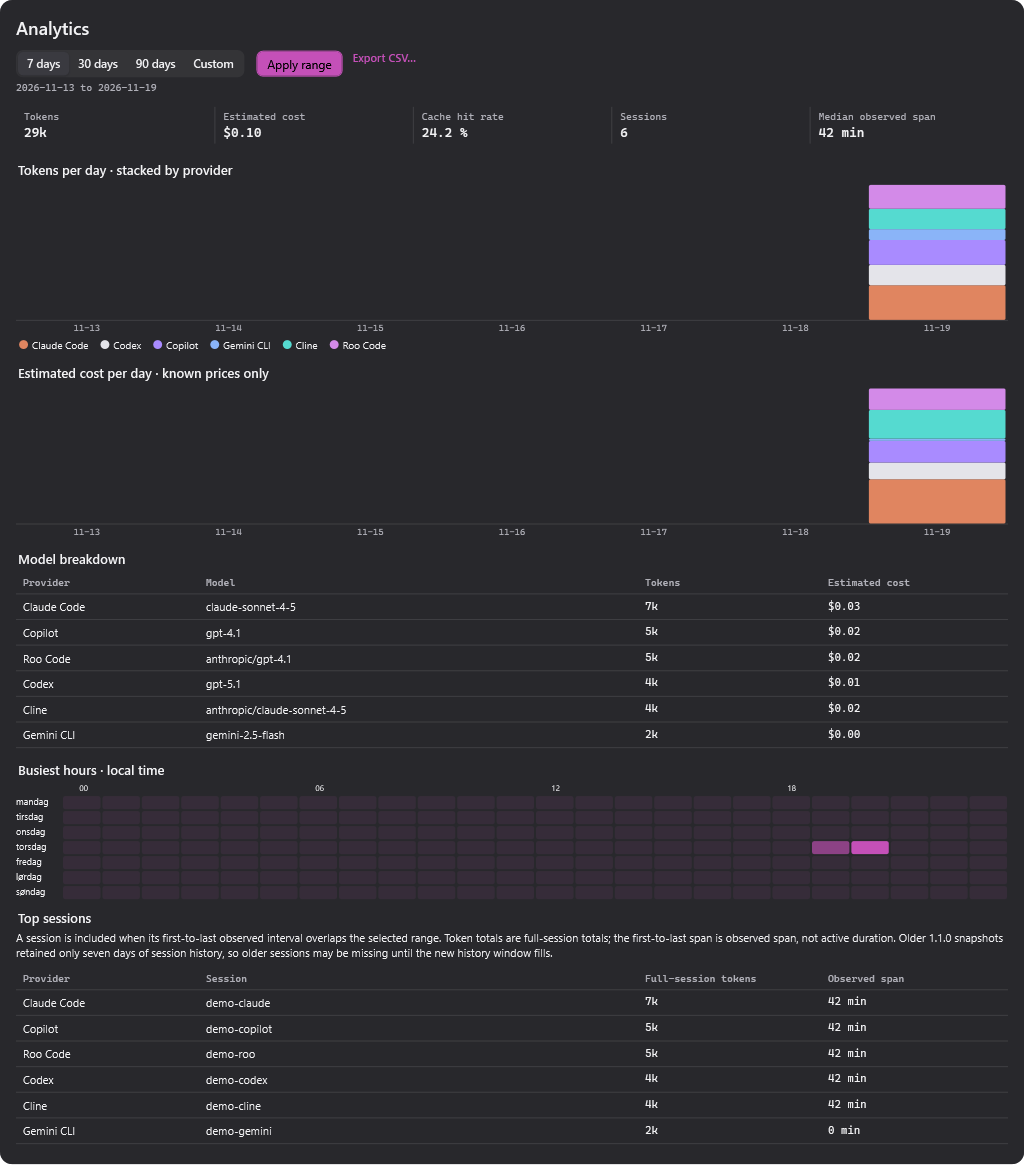 Analytics
7 days 30 days 90 days Custom Apply range Export CSV...
2026-11-13 to 2026-11-19
Tokens Estimated cost Cache hit rate Sessions Median observed span
29k $0.10 24.2 % 6 42 min
Tokens per day · stacked by provider
11-13 11-14 11-15 11-16 11-17 11-18 11-19
Claude Code Codex Copilot Gemini CLI Cline Roo Code
Estimated cost per day · known prices only
11-13 11-14 11-15 11-16 11-17 11-18 11-19
Model breakdown
Provider Model Tokens Estimated cost
Claude Code claude-sonnet-4-5 7k $0.03
Copilot gpt-4.1 5k $0.02
Roo Code anthropic/gpt-4.1 5k $0.02
Codex gpt-5.1 4k $0.01
Cline anthropic/claude-sonnet-4-5 4k $0.02
Gemini CLI gemini-2.5-flash 2k $0.00
Busiest hours · local time
00 06 12 18
mandag
tirsdag
onsdag
torsdag
fredag
lørdag
søndag
Top sessions
A session is included when its first-to-last observed interval overlaps the selected range. Token totals are full-session totals; the first-to-last span is observed span, not active duration. Older 1.1.0 snapshots
retained only seven days of session history, so older sessions may be missing until the new history window fills.
Provider Session Full-session tokens Observed span
Claude Code demo-claude 7k 42 min
Copilot demo-copilot 5k 42 min
Roo Code demo-roo 5k 42 min
Codex demo-codex 4k 42 min
Cline demo-cline 4k 42 min
Gemini CLI demo-gemini 2k 0 min